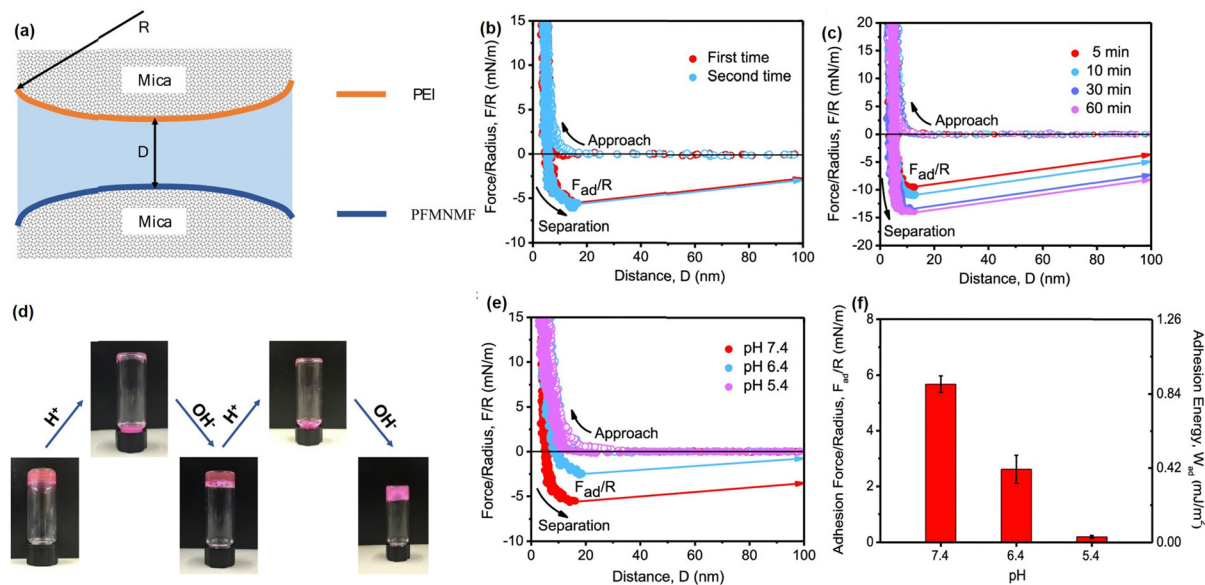 (a)
R
Mica
D
Mica
PEI
PFMNMF
(b)
Force/Radius, F/R (mN/m)
15
10
5
0
-5
-10
First time
Second time
Approach
F_ad/R
Separation
0 20 40 60 80 100
Distance, D (nm)
(c)
Force/Radius, F/R (mN/m)
20
15
10
5
0
-5
-10
-15
-20
5 min
10 min
30 min
60 min
Approach
F_ad/R
Separation
0 20 40 60 80 100
Distance, D (nm)
(d)
H⁺
OH⁻
H⁺
OH⁻
(e)
Force/Radius, F/R (mN/m)
15
10
5
0
-5
-10
pH 7.4
pH 6.4
pH 5.4
Approach
F_ad/R
Separation
0 20 40 60 80 100
Distance, D (nm)
(f)
Adhesion Force/Radius, F_ad/R (mN/m)
8
6
4
2
0
7.4 6.4 5.4
pH
1.26
0.84
0.42
0.00
Adhesion Energy, W_ad (mJ/m²)